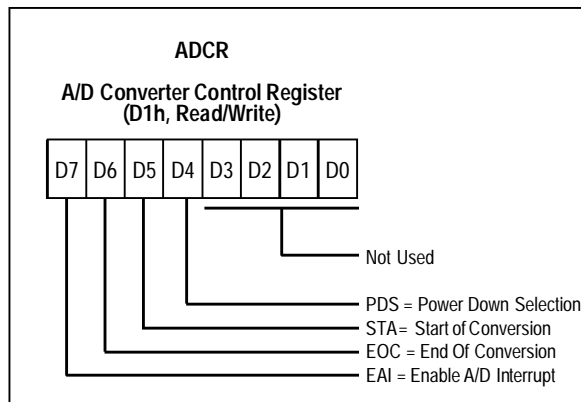 ADCR
A/D Converter Control Register
(D1h, Read/Write)
D7 D6 D5 D4 D3 D2 D1 D0
Not Used
PDS = Power Down Selection
STA= Start of Conversion
EOC = End Of Conversion
EAI = Enable A/D Interrupt